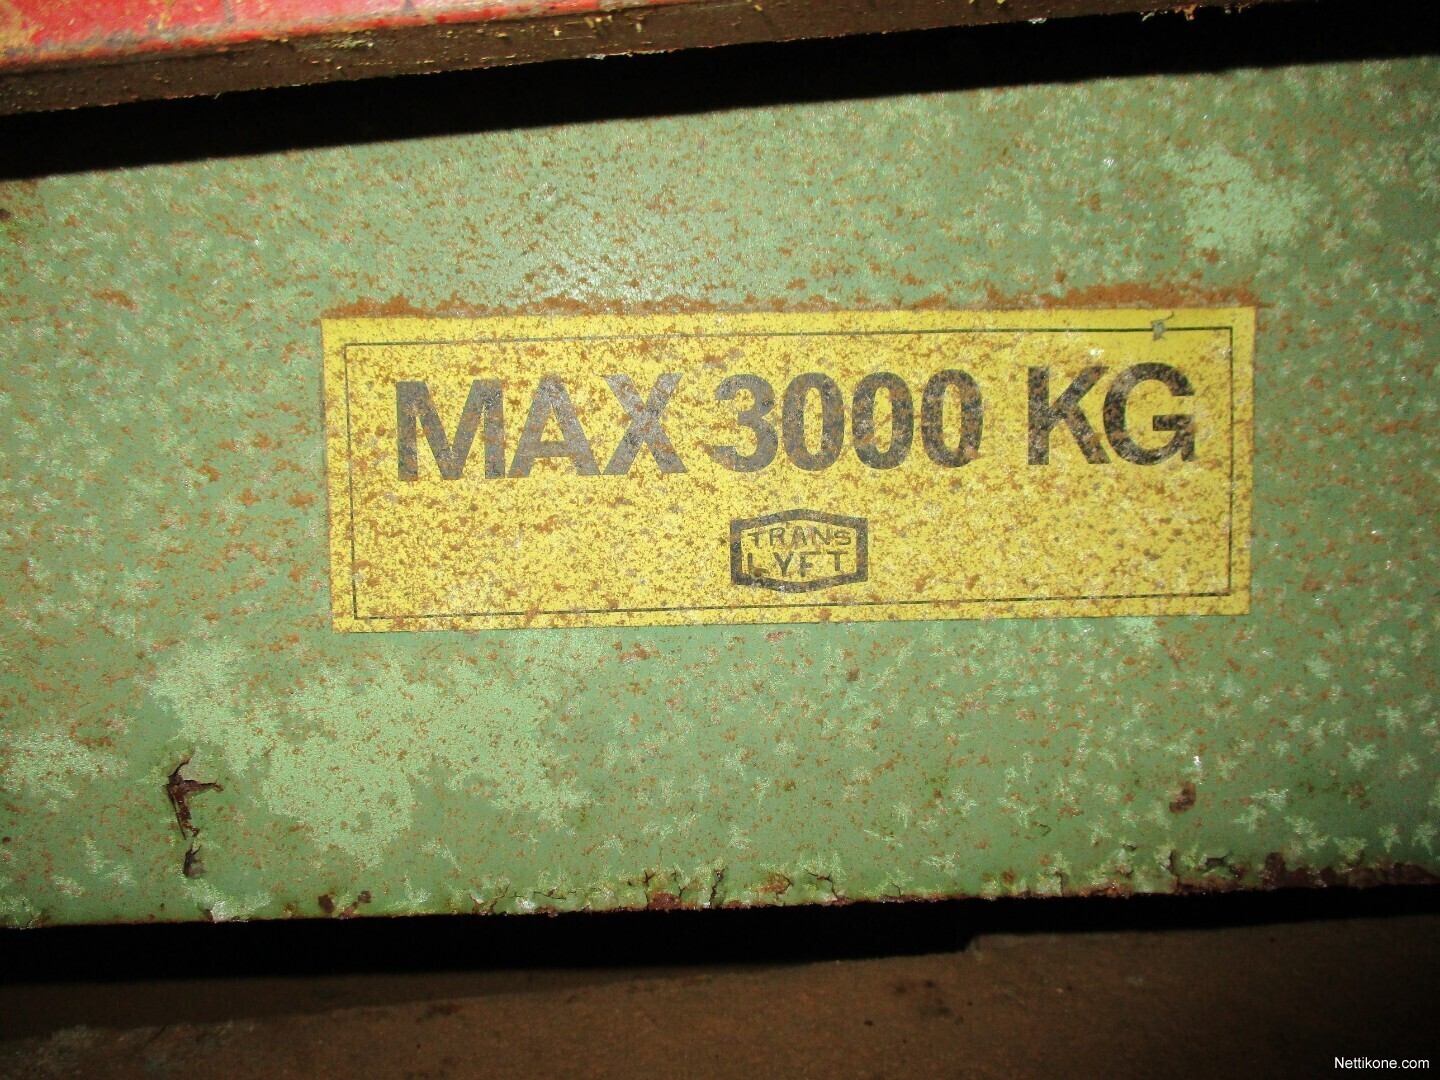 MAX 3000 KG
TRANS
LYFT
Nettikone.com